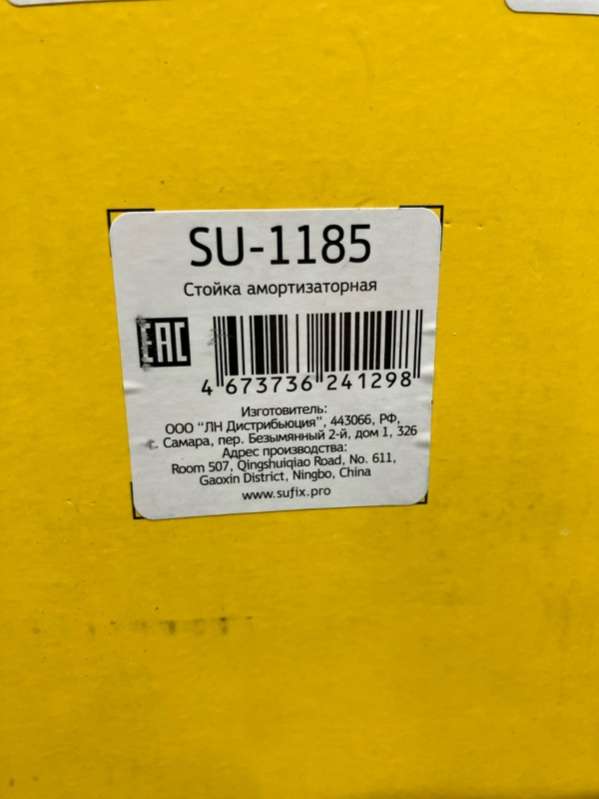 SU-1185
Стойка амортизаторная
EAC
4 673736 241298
Изготовитель:
ООО "ЛН Дистрибьюция", 443066, РФ,
г. Самара, пер. Безымянный 2-й, дом 1, 326
Адрес производства:
Room 507, Qingshuiqiao Road, No. 611,
Gaoxin District, Ningbo, China
www.sufix.pro